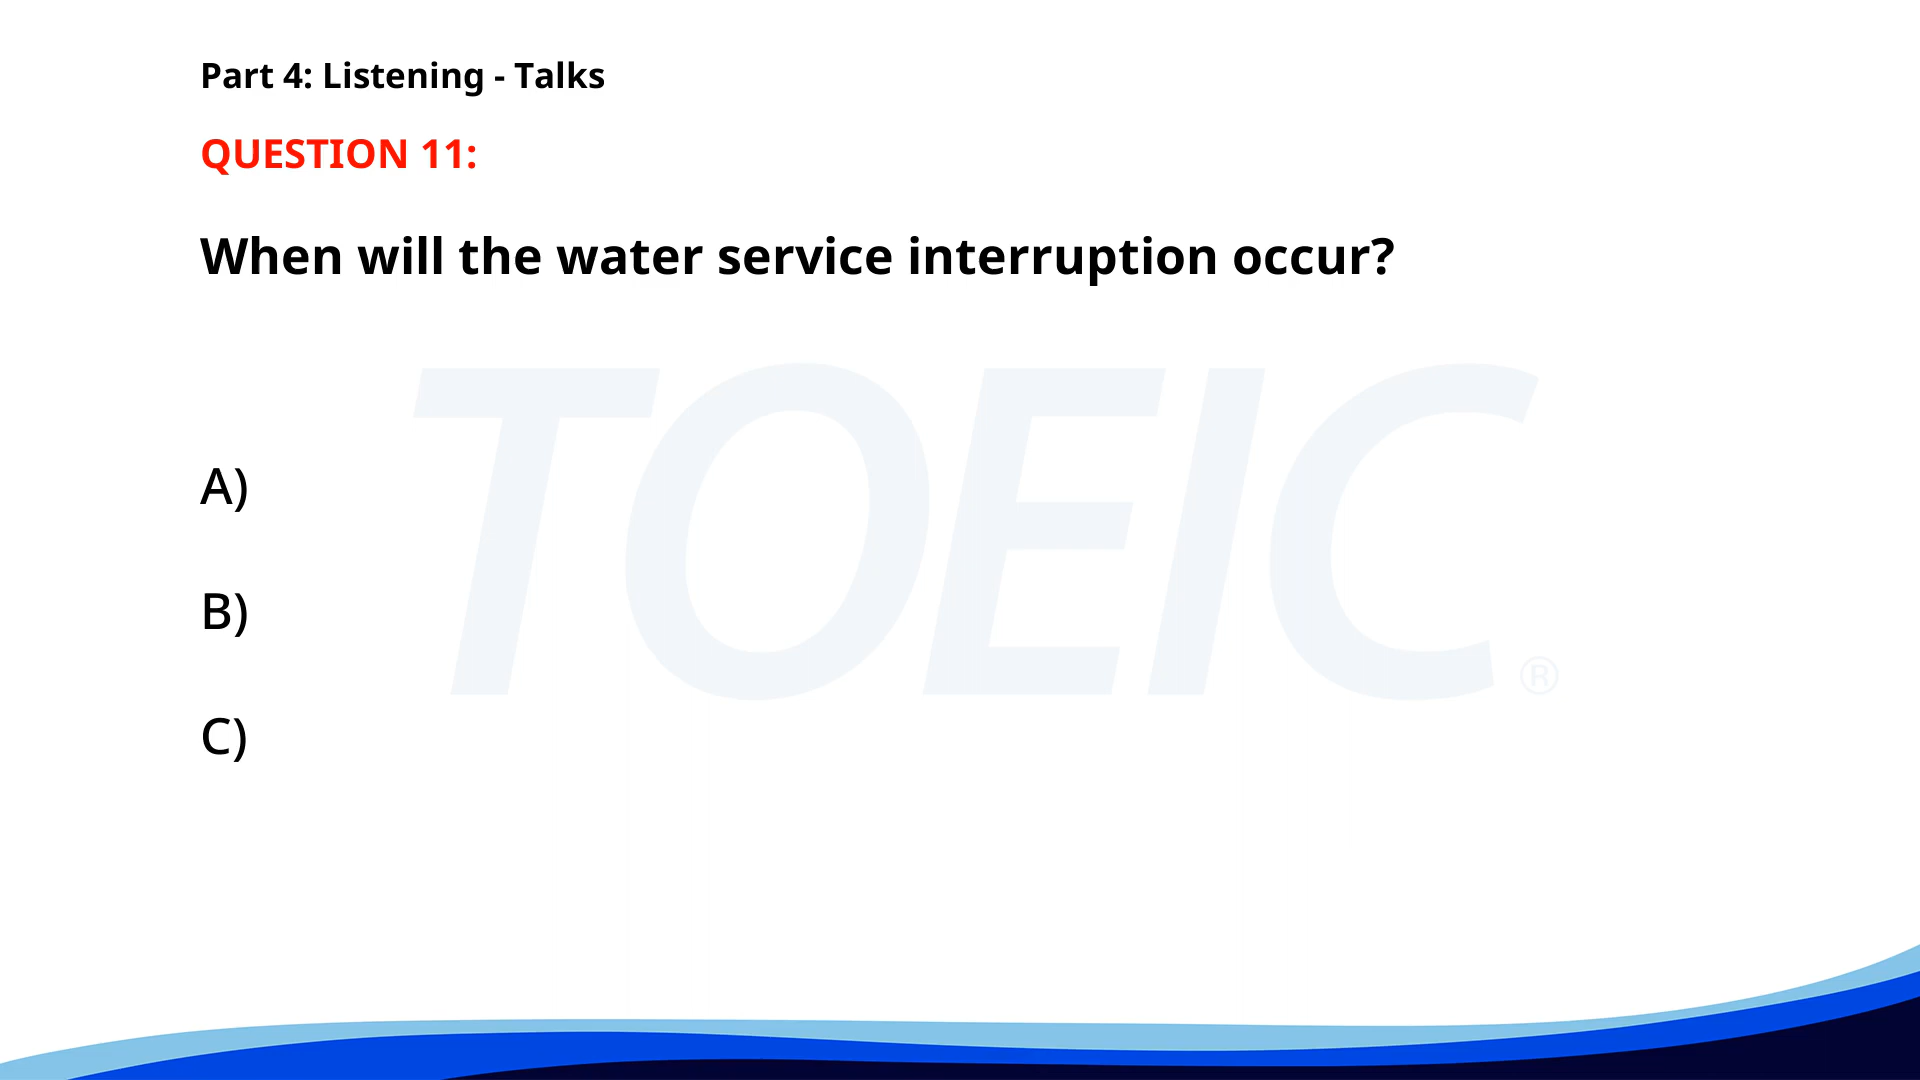 Part 4: Listening - Talks
QUESTION 11:
When will the water service interruption occur?
TOEIC®
A)
B)
C)